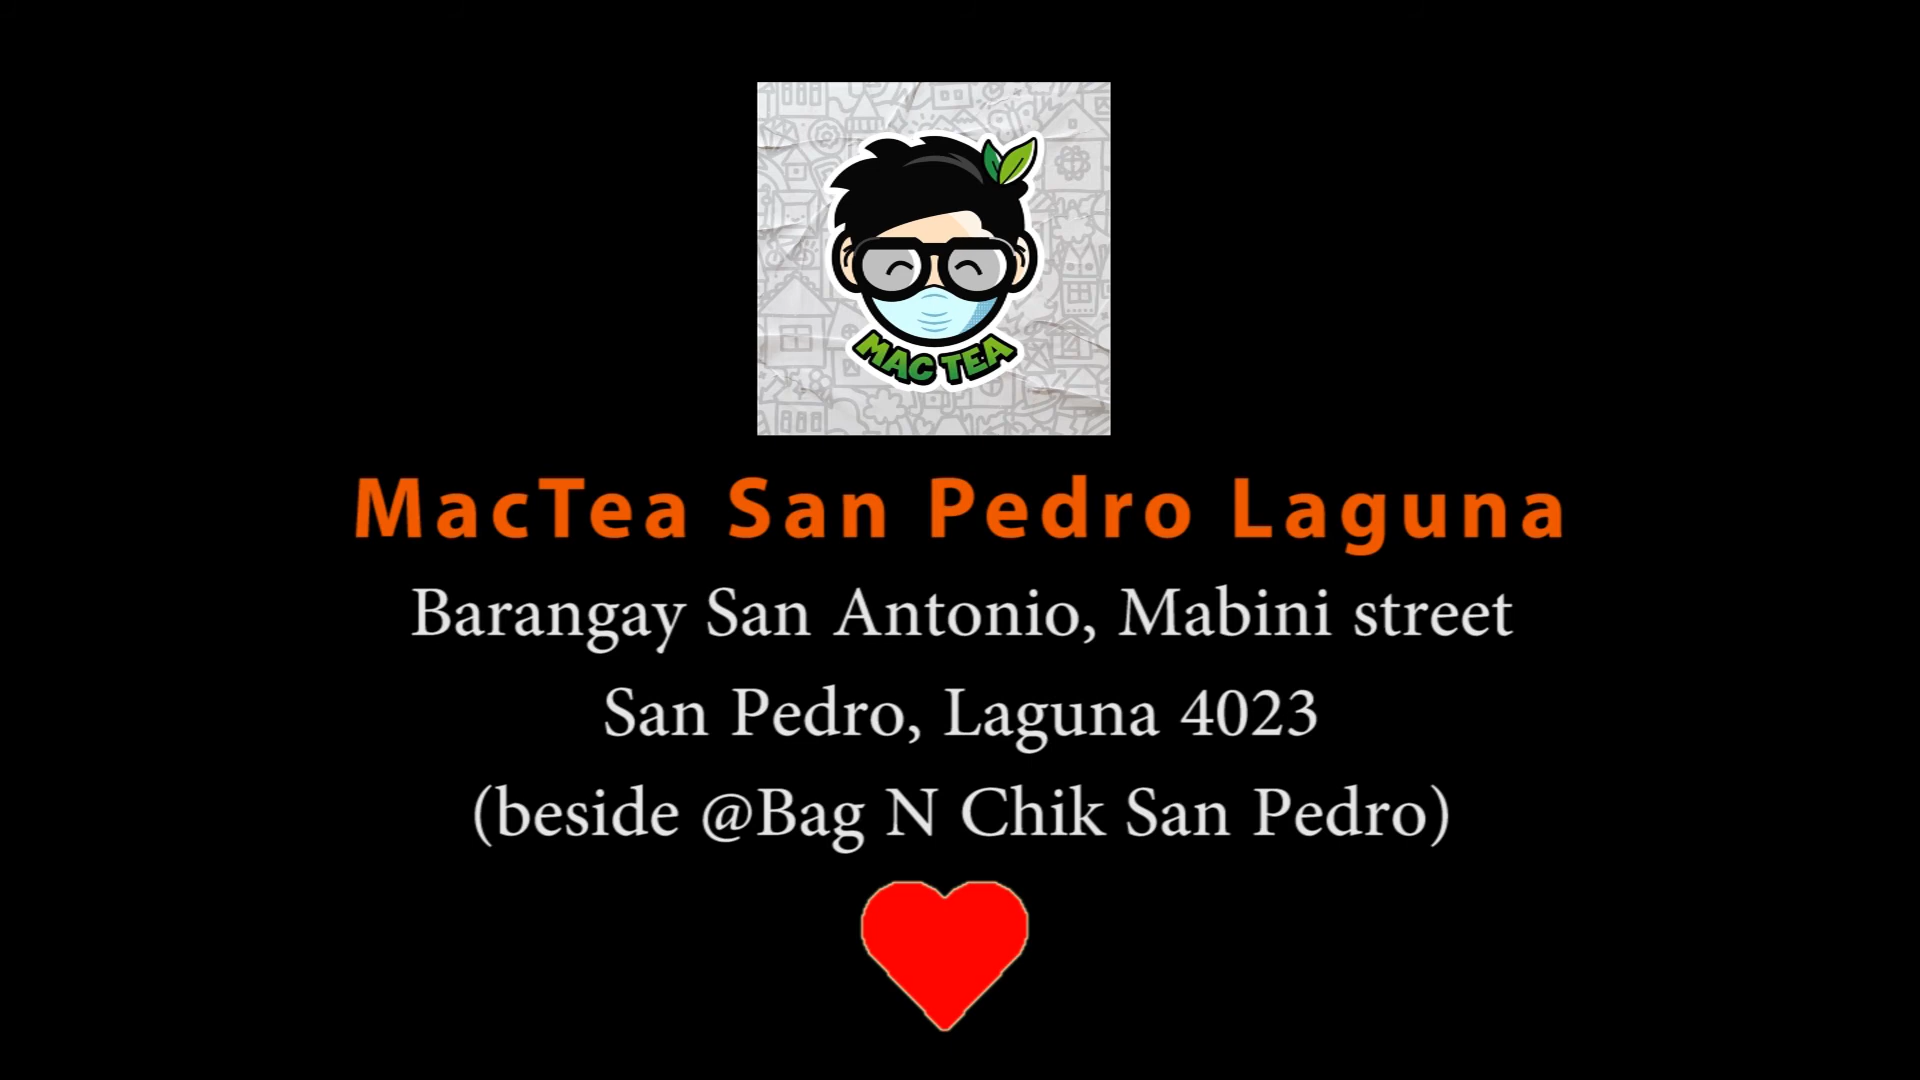 MAC TEA
MacTea San Pedro Laguna
Barangay San Antonio, Mabini street
San Pedro, Laguna 4023
(beside @Bag N Chik San Pedro)